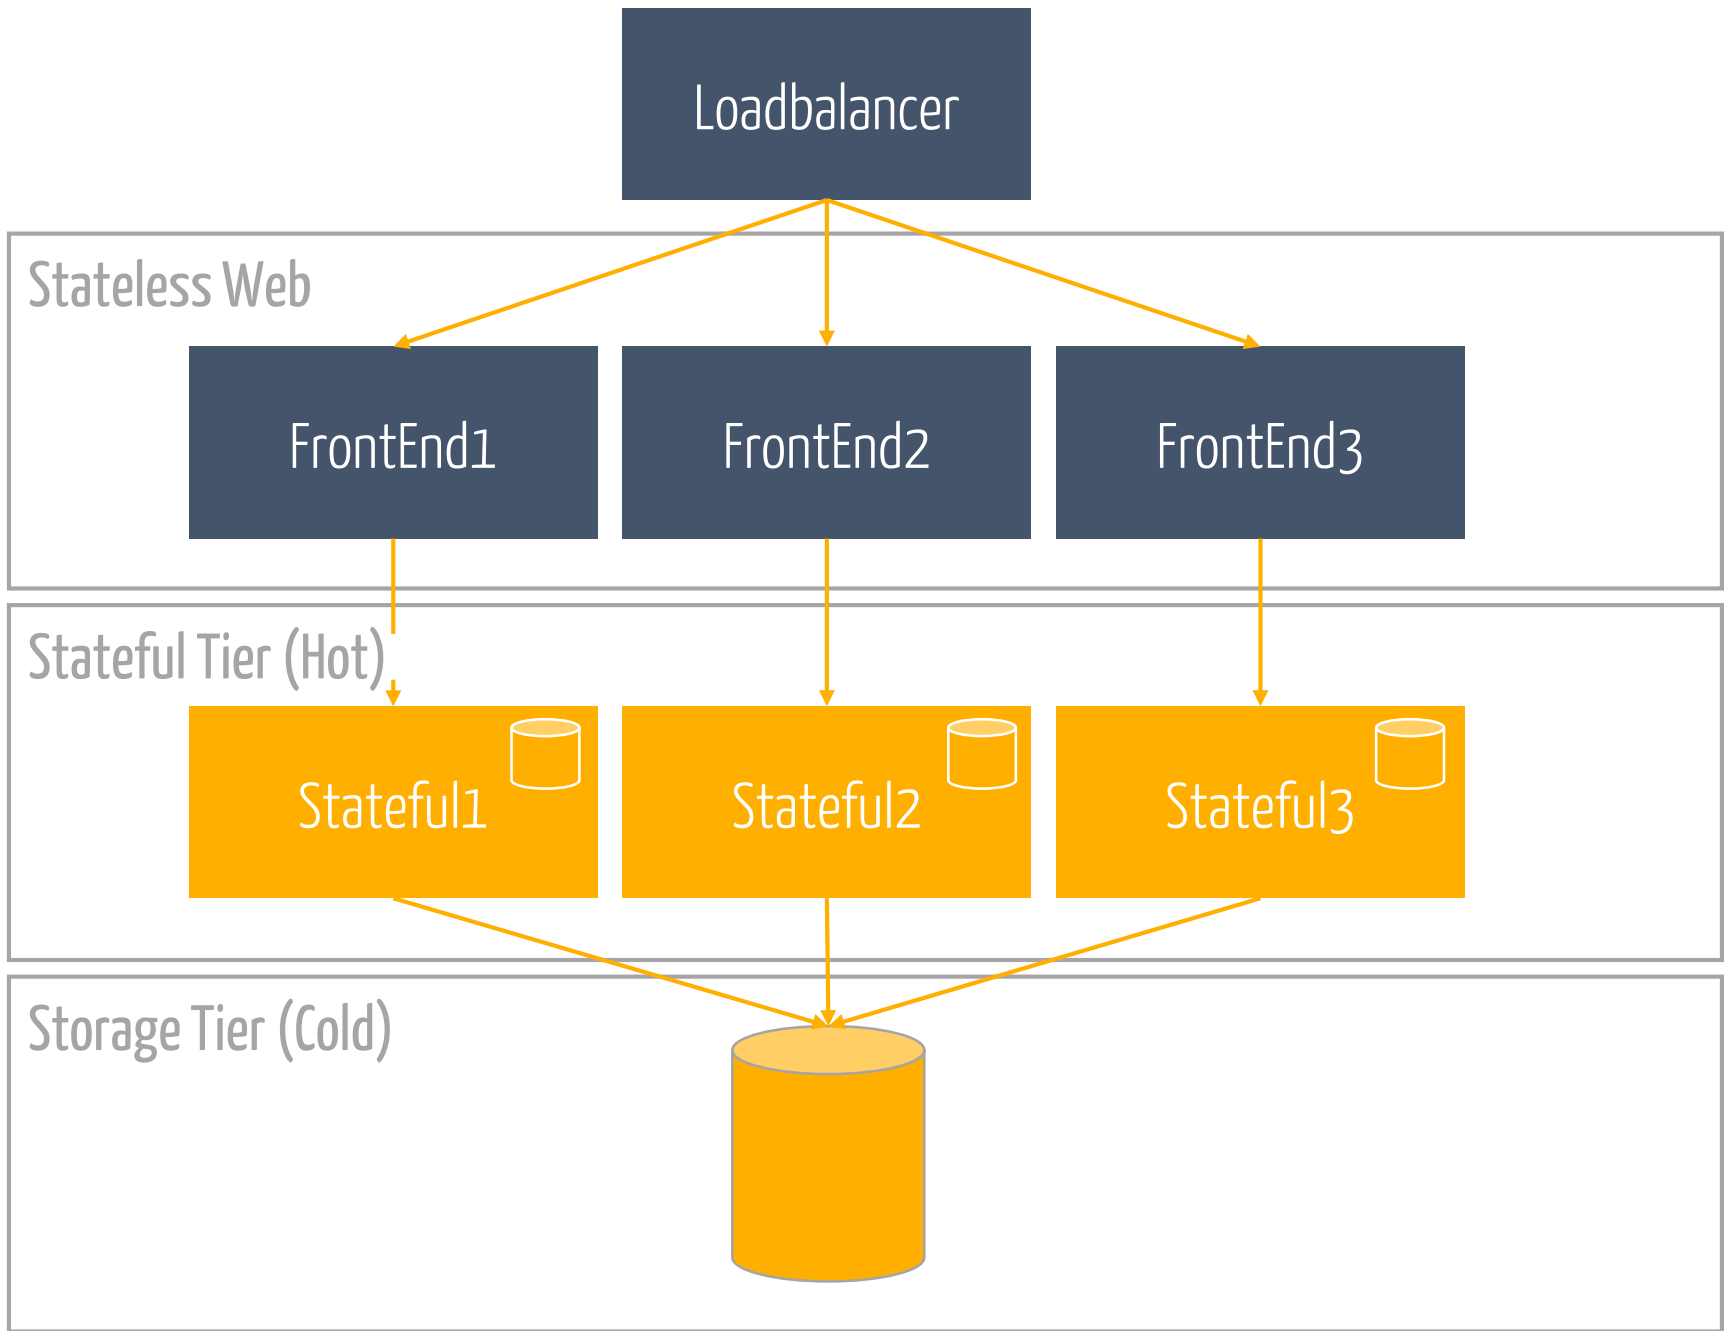 Loadbalancer
Stateless Web
FrontEnd1
FrontEnd2
FrontEnd3
Stateful Tier (Hot)
Stateful1
Stateful2
Stateful3
Storage Tier (Cold)